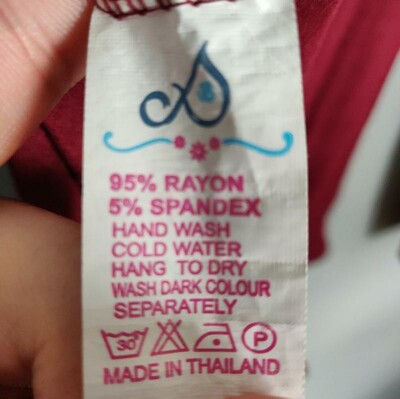 95% RAYON
5% SPANDEX
HAND WASH
COLD WATER
HANG TO DRY
WASH DARK COLOUR
SEPARATELY
30° P
MADE IN THAILAND